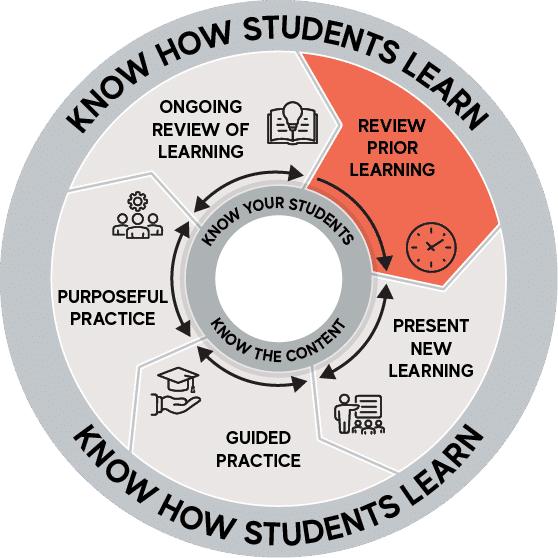 KNOW HOW STUDENTS LEARN
ONGOING
REVIEW OF
LEARNING
REVIEW
PRIOR
LEARNING
KNOW YOUR STUDENTS
PURPOSEFUL
PRACTICE
KNOW THE CONTENT
PRESENT
NEW
LEARNING
GUIDED
PRACTICE
KNOW HOW STUDENTS LEARN